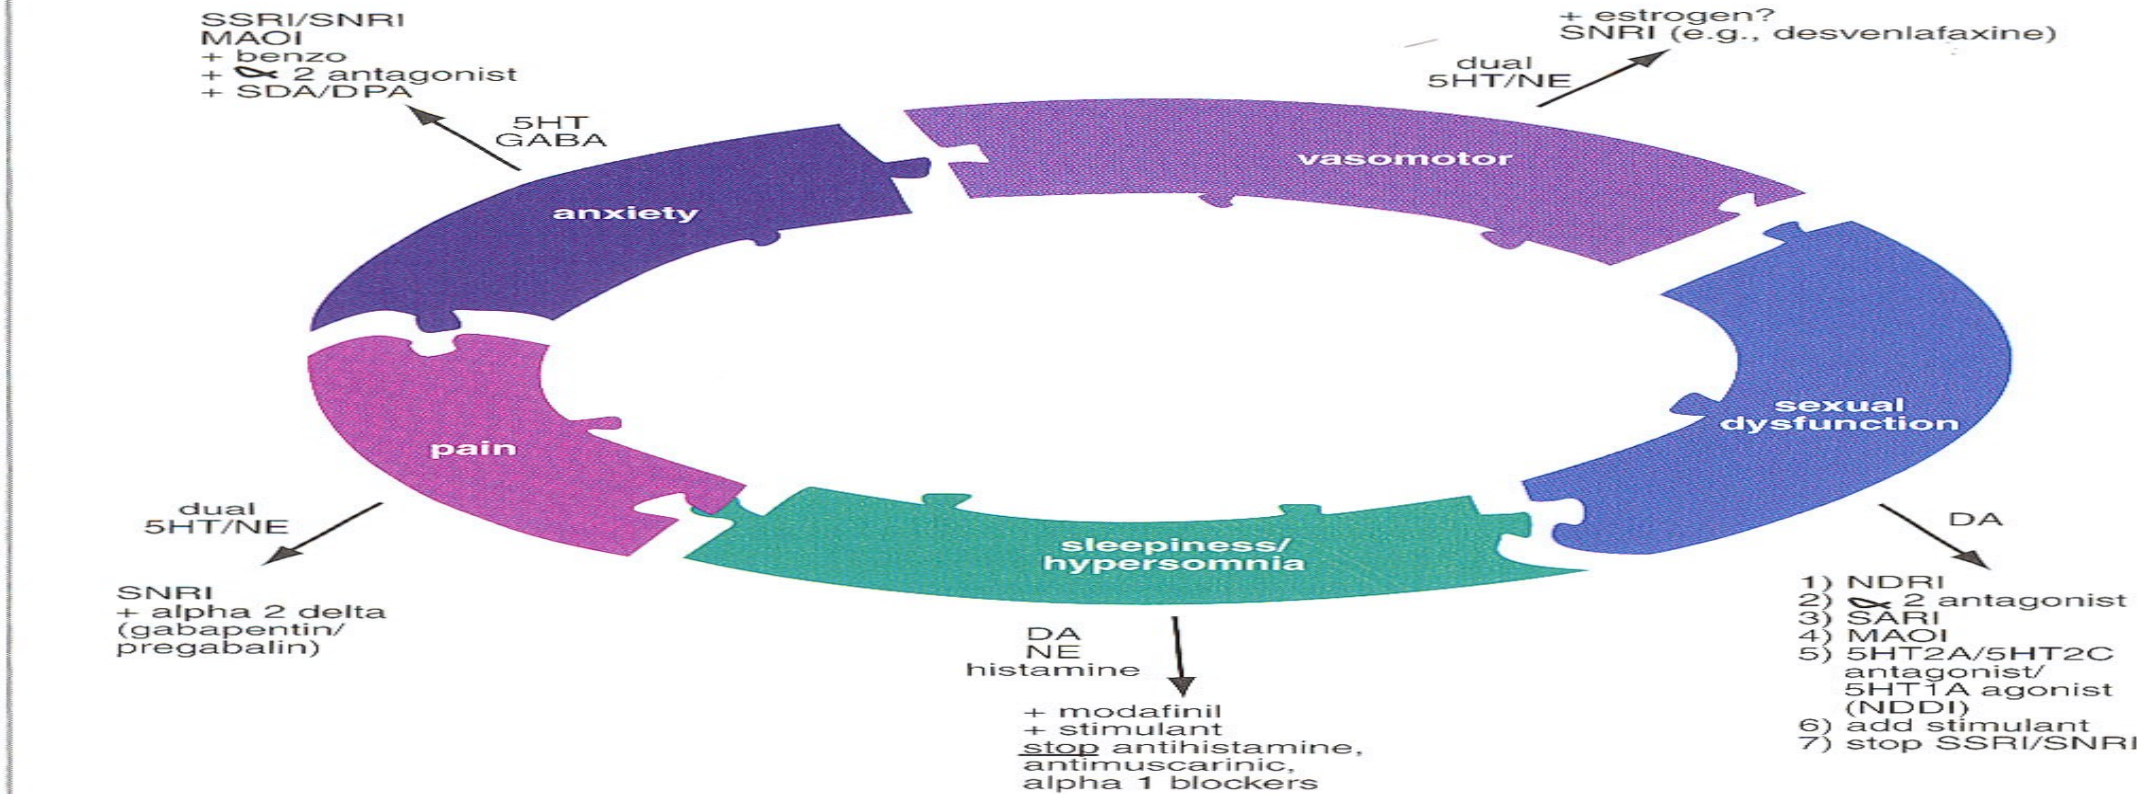 SSRI/SNRI
MAOI
+ benzo
+ α 2 antagonist
+ SDA/DPA
5HT
GABA
+ estrogen?
SNRI (e.g., desvenlafaxine)
dual
5HT/NE
vasomotor
anxiety
sexual
dysfunction
pain
dual
5HT/NE
SNRI
+ alpha 2 delta
(gabapentin/
pregabalin)
sleepiness/
hypersomnia
DA
NE
histamine
+ modafinil
+ stimulant
stop antihistamine,
antimuscarinic,
alpha 1 blockers
DA
1) NDRI
2) α 2 antagonist
3) SARI
4) MAOI
5) 5HT2A/5HT2C
antagonist/
5HT1A agonist
(NDDI)
6) add stimulant
7) stop SSRI/SNRI